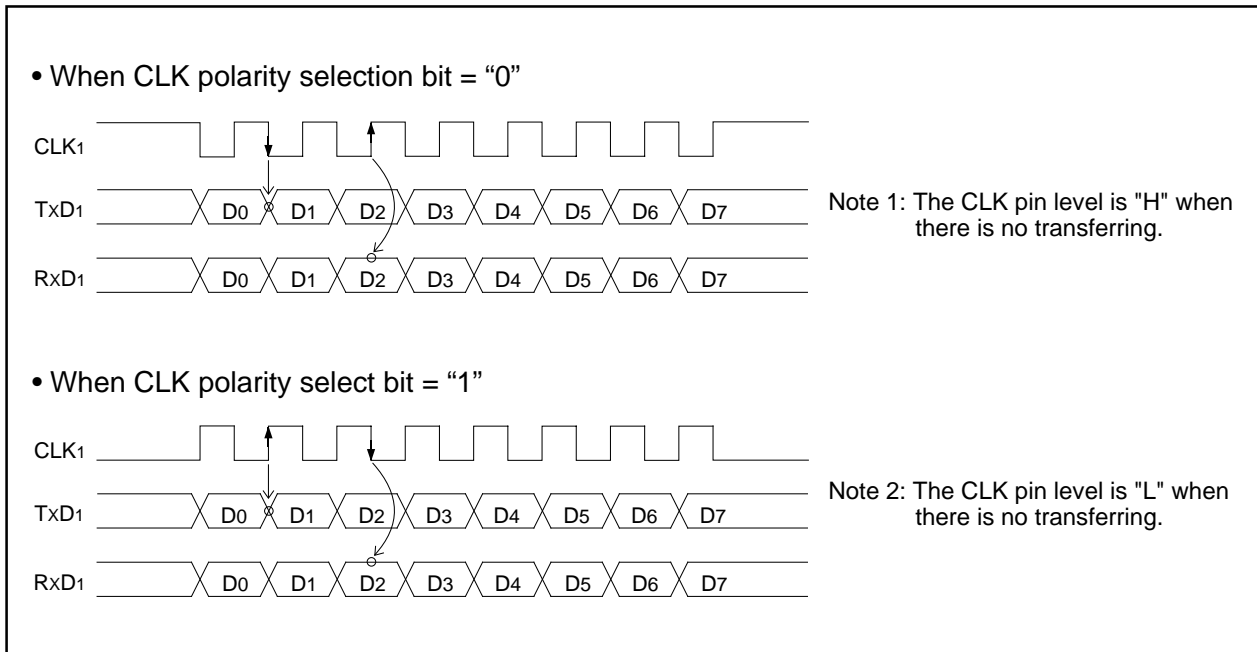 • When CLK polarity selection bit = “0”
CLK1
TxD1 D0 D1 D2 D3 D4 D5 D6 D7
RxD1 D0 D1 D2 D3 D4 D5 D6 D7
Note 1: The CLK pin level is "H" when
there is no transferring.
• When CLK polarity select bit = “1”
CLK1
TxD1 D0 D1 D2 D3 D4 D5 D6 D7
RxD1 D0 D1 D2 D3 D4 D5 D6 D7
Note 2: The CLK pin level is "L" when
there is no transferring.